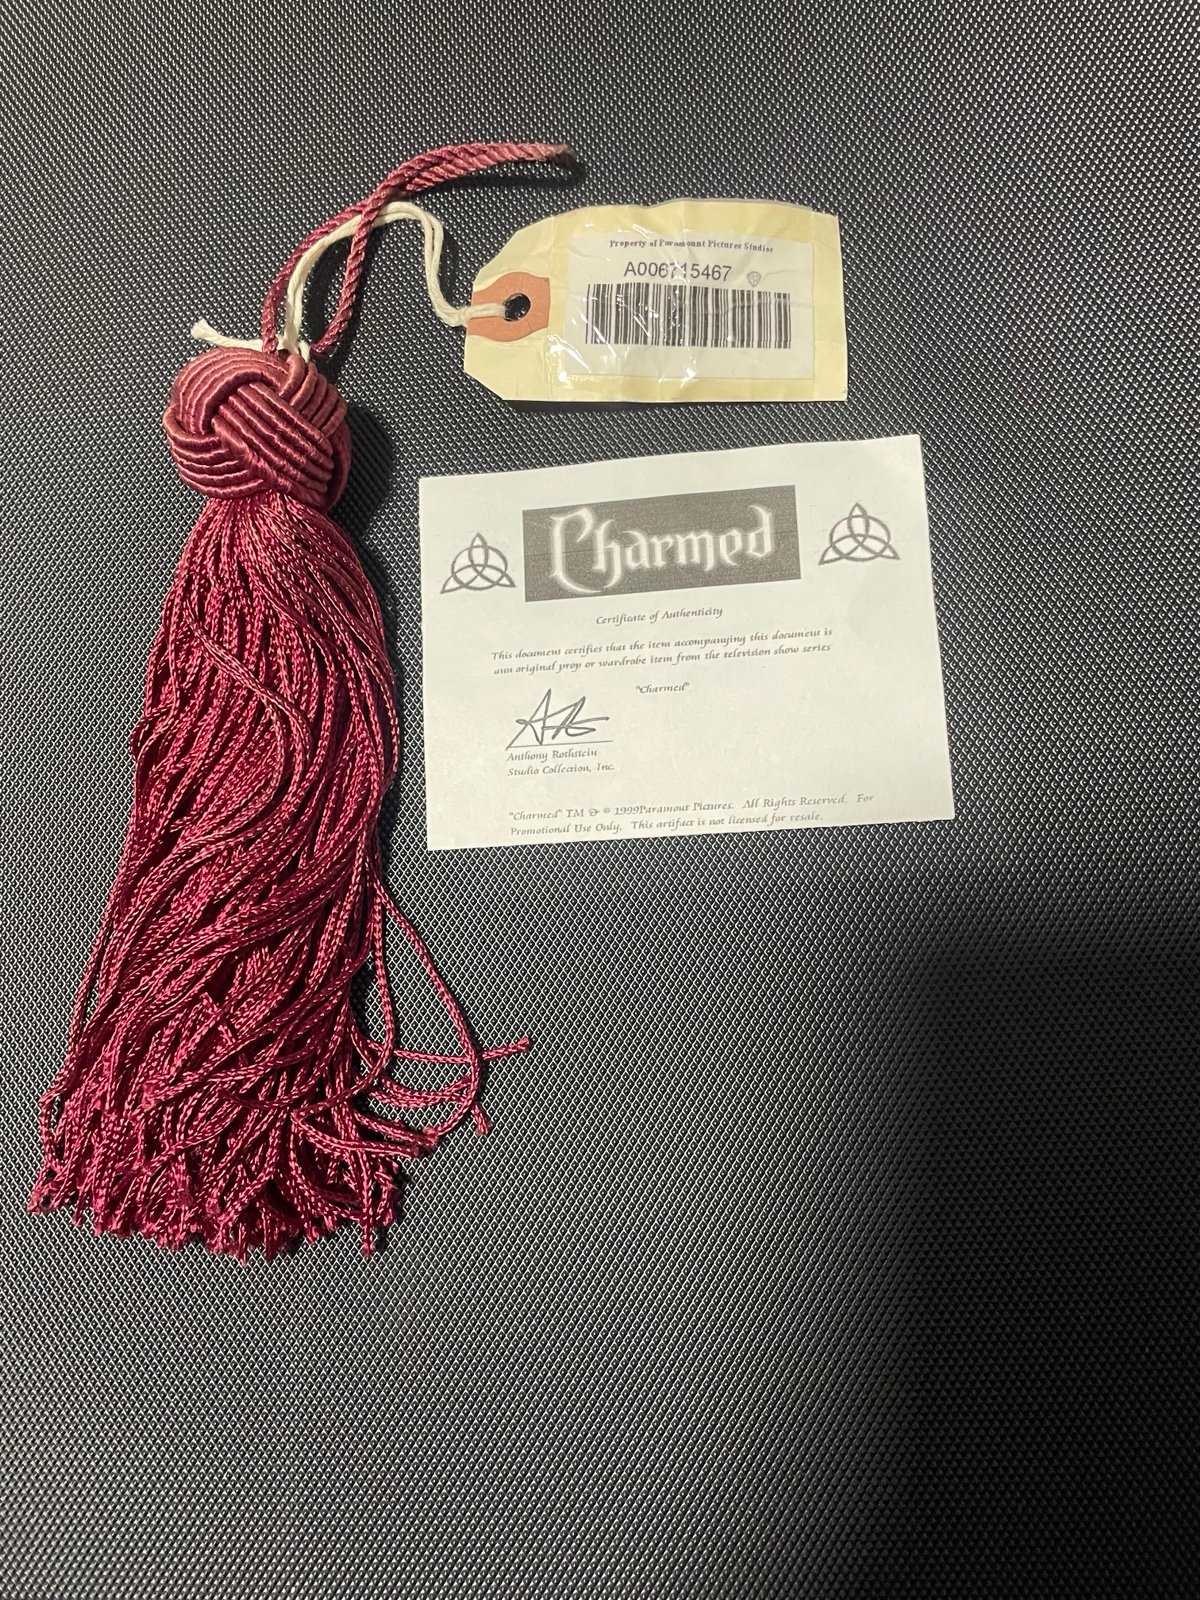 Property of Paramount Pictures Studios
A006715467
Charmed
Certificate of Authenticity
This document certifies that the item accompanying this document is
ann original prop or wardrobe item from the television show series
"Charmed"
Anthony Rothstein
Studio Collection, Inc.
"Charmed" TM & © 1999Paramout Pictures. All Rights Reserved. For
Promotional Use Only. This artifact is not licensed for resale.